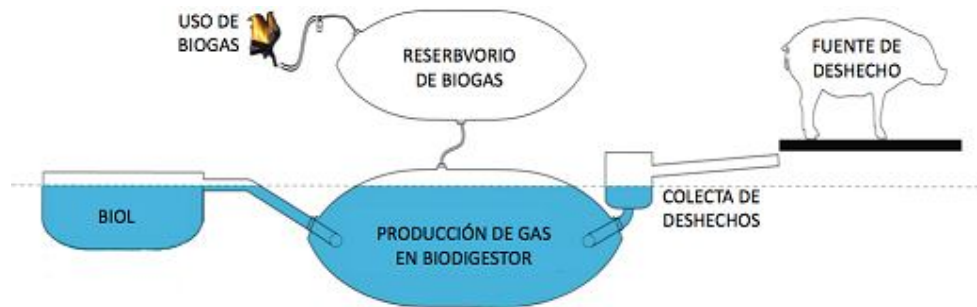 USO DE
BIOGAS
RESERBVORIO
DE BIOGAS
FUENTE DE
DESHECHO
BIOL
PRODUCCIÓN DE GAS
EN BIODIGESTOR
COLECTA DE
DESHECHOS